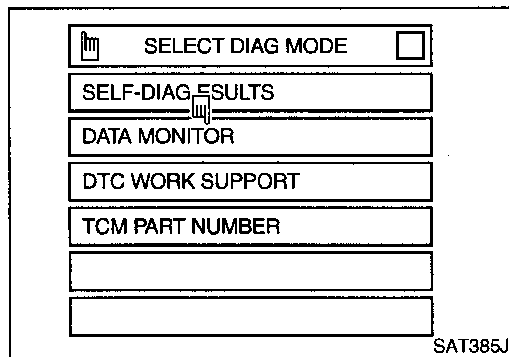 SELECT DIAG MODE
SELF-DIAG ESULTS
DATA MONITOR
DTC WORK SUPPORT
TCM PART NUMBER
SAT385J